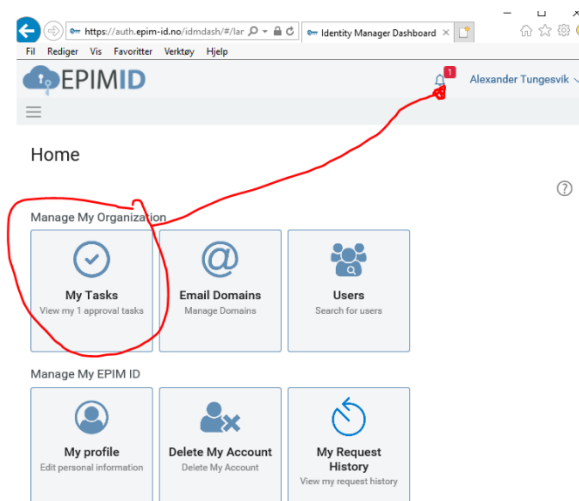 https://auth.epim-id.no/idmdash/#/lar
Identity Manager Dashboard
Fil Rediger Vis Favoritter Verktøy Hjelp
EPIMID
1
Alexander Tungesvik
Home
?
Manage My Organization
My Tasks
View my 1 approval tasks
@
Email Domains
Manage Domains
Users
Search for users
Manage My EPIM ID
My profile
Edit personal information
Delete My Account
Delete My Account
My Request
History
View my request history